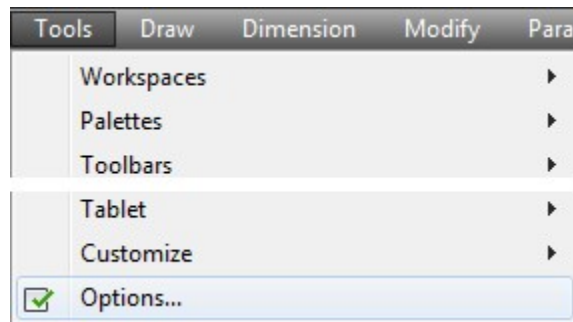 Tools Draw Dimension Modify Para
Workspaces
Palettes
Toolbars
Tablet
Customize
Options...